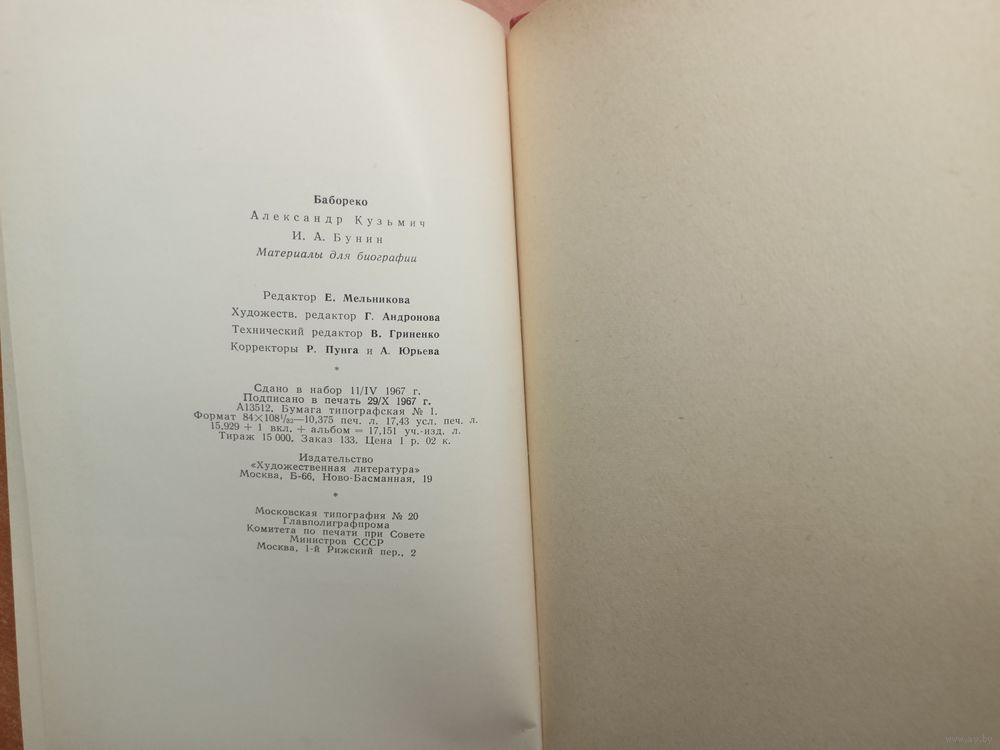 Бабореко
Александр Кузьмич
И. А. Бунин
Материалы для биографии
Редактор Е. Мельникова
Художеств. редактор Г. Андронова
Технический редактор В. Гриненко
Корректоры Р. Пунга и А. Юрьева
*
Сдано в набор 11/IV 1967 г.
Подписано в печать 29/X 1967 г.
А13512. Бумага типографская № 1.
Формат 84×108¹/₃₂—10,375 печ. л. 17,43 усл. печ. л.
15,929 + 1 вкл. + альбом = 17,151 уч.-изд. л.
Тираж 15 000. Заказ 133. Цена 1 р. 02 к.
Издательство
«Художественная литература»
Москва, Б-66, Ново-Басманная, 19
*
Московская типография № 20
Главполиграфпрома
Комитета по печати при Совете
Министров СССР
Москва, 1-й Рижский пер., 2
www.ay.by